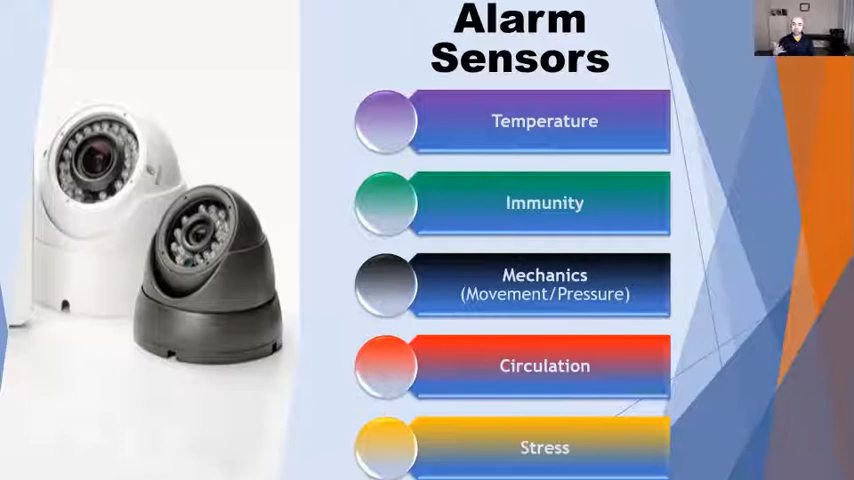 Alarm
Sensors
Temperature
Immunity
Mechanics
(Movement/Pressure)
Circulation
Stress